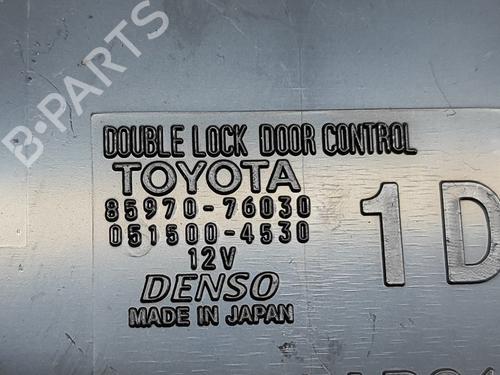 B-PARTS
DOUBLE LOCK DOOR CONTROL
TOYOTA
85970-76030
051500-4530
12V
DENSO
MADE IN JAPAN
1D